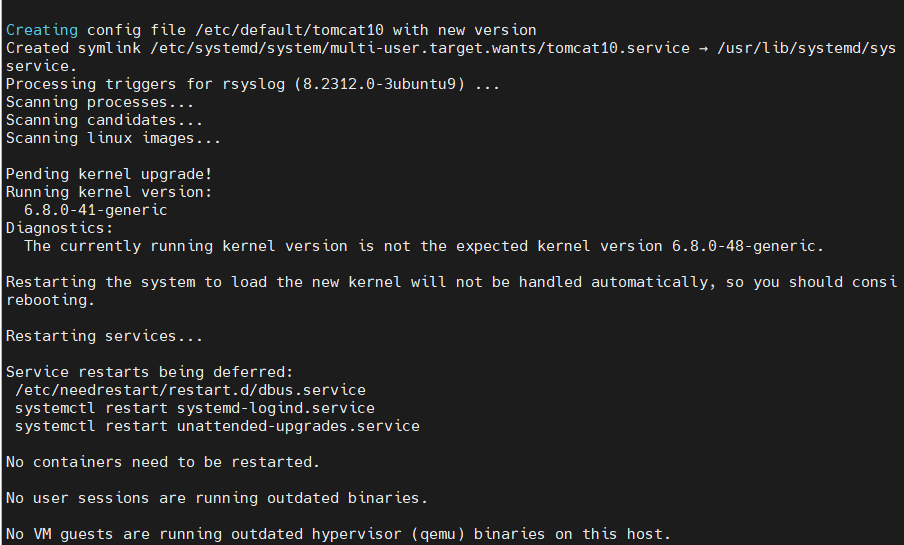 Creating config file /etc/default/tomcat10 with new version
Created symlink /etc/systemd/system/multi-user.target.wants/tomcat10.service → /usr/lib/systemd/sys
service.
Processing triggers for rsyslog (8.2312.0-3ubuntu9) ...
Scanning processes...
Scanning candidates...
Scanning linux images...
Pending kernel upgrade!
Running kernel version:
  6.8.0-41-generic
Diagnostics:
  The currently running kernel version is not the expected kernel version 6.8.0-48-generic.
Restarting the system to load the new kernel will not be handled automatically, so you should consi
rebooting.
Restarting services...
Service restarts being deferred:
 /etc/needrestart/restart.d/dbus.service
 systemctl restart systemd-logind.service
 systemctl restart unattended-upgrades.service
No containers need to be restarted.
No user sessions are running outdated binaries.
No VM guests are running outdated hypervisor (qemu) binaries on this host.